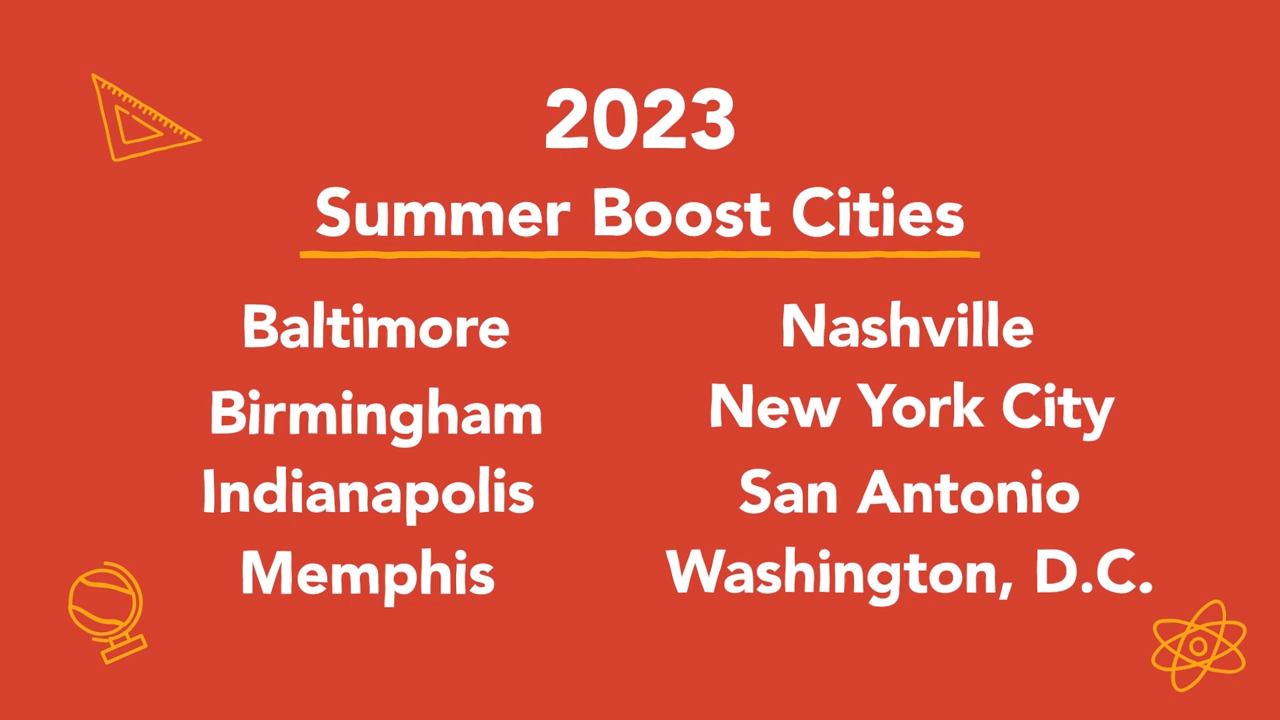 2023
Summer Boost Cities
Baltimore
Birmingham
Indianapolis
Memphis
Nashville
New York City
San Antonio
Washington, D.C.